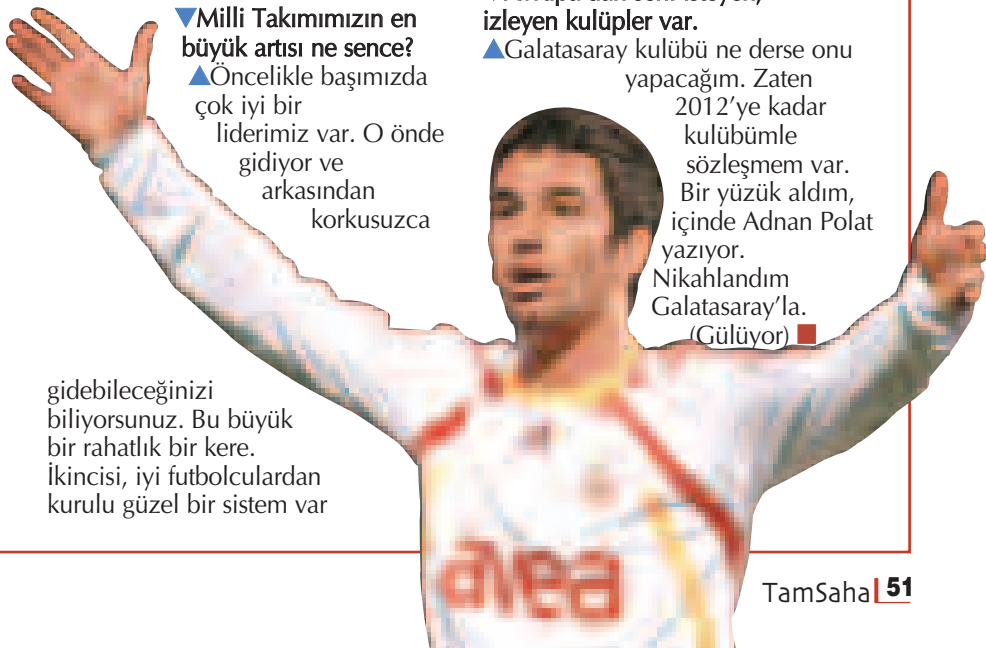 ▼Milli Takımımızın en
büyük artısı ne sence?
▲Öncelikle başımızda
çok iyi bir
liderimiz var. O önde
gidiyor ve
arkasından
korkusuzca
gidebileceğinizi
biliyorsunuz. Bu büyük
bir rahatlık bir kere.
İkincisi, iyi futbolculardan
kurulu güzel bir sistem var
izleyen kulüpler var.
▲Galatasaray kulübü ne derse onu
yapacağım. Zaten
2012’ye kadar
kulübümle
sözleşmem var.
Bir yüzük aldım,
içinde Adnan Polat
yazıyor.
Nikahlandım
Galatasaray’la.
(Gülüyor) ■
avea
TamSaha 51